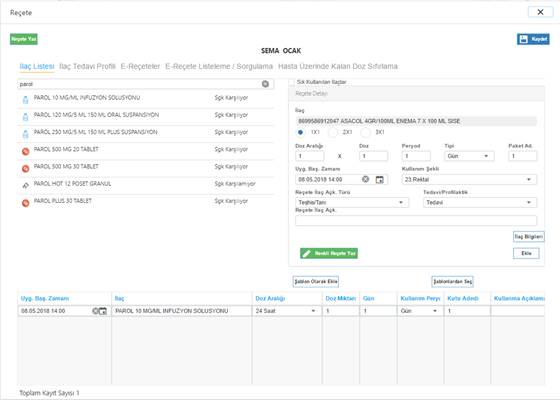 Reçete
Reçete Yaz
Kaydet
SEMA OCAK
İlaç Listesi İlaç Tedavi Profili E-Reçeteler E-Reçete Listeleme / Sorgulama Hasta Üzerinde Kalan Doz Sıfırlama
parol
PAROL 10 MG/ML INFUZYON SOLUSYONU Sgk Karşılıyor
PAROL 120 MG/5 ML 150 ML ORAL SUSPANSIYON Sgk Karşılıyor
PAROL 250 MG/5 ML 150 ML PLUS SUSPANSIYON Sgk Karşılıyor
PAROL 500 MG 20 TABLET Sgk Karşılıyor
PAROL 500 MG 30 TABLET Sgk Karşılıyor
PAROL HOT 12 POSET GRANUL Sgk Karşılamıyor
PAROL PLUS 30 TABLET Sgk Karşılıyor
Sık Kullanılan İlaçlar
Reçete Detayı
İlaç
8699586912047 ASACOL 4GR/100ML ENEMA 7 X 100 ML SISE
1X1 2X1 3X1
Doz Aralığı Doz Peryod Tipi Paket Ad.
1 X 1 1 Gün 1
Uyg. Baş. Zamanı Kullanım Şekli
08.05.2018 14:00 23.Rektal
Reçete İlaç Açk. Türü Tedavi/Profilaktik
Teşhis/Tanı Tedavi
Reçete İlaç Açk.
İlaç Bilgileri
Renkli Reçete Yaz
Ekle
Şablon Olarak Ekle Şablonlardan Seç
Uyg. Baş. Zamanı İlaç Doz Aralığı Doz Miktarı Gün Kullanım Peryo Kutu Adedi Kullanma Açıklama
08.05.2018 14:00 PAROL 10 MG/ML INFUZYON SOLUSYONU 24 Saat 1 1 Gün 1
Toplam Kayıt Sayısı 1